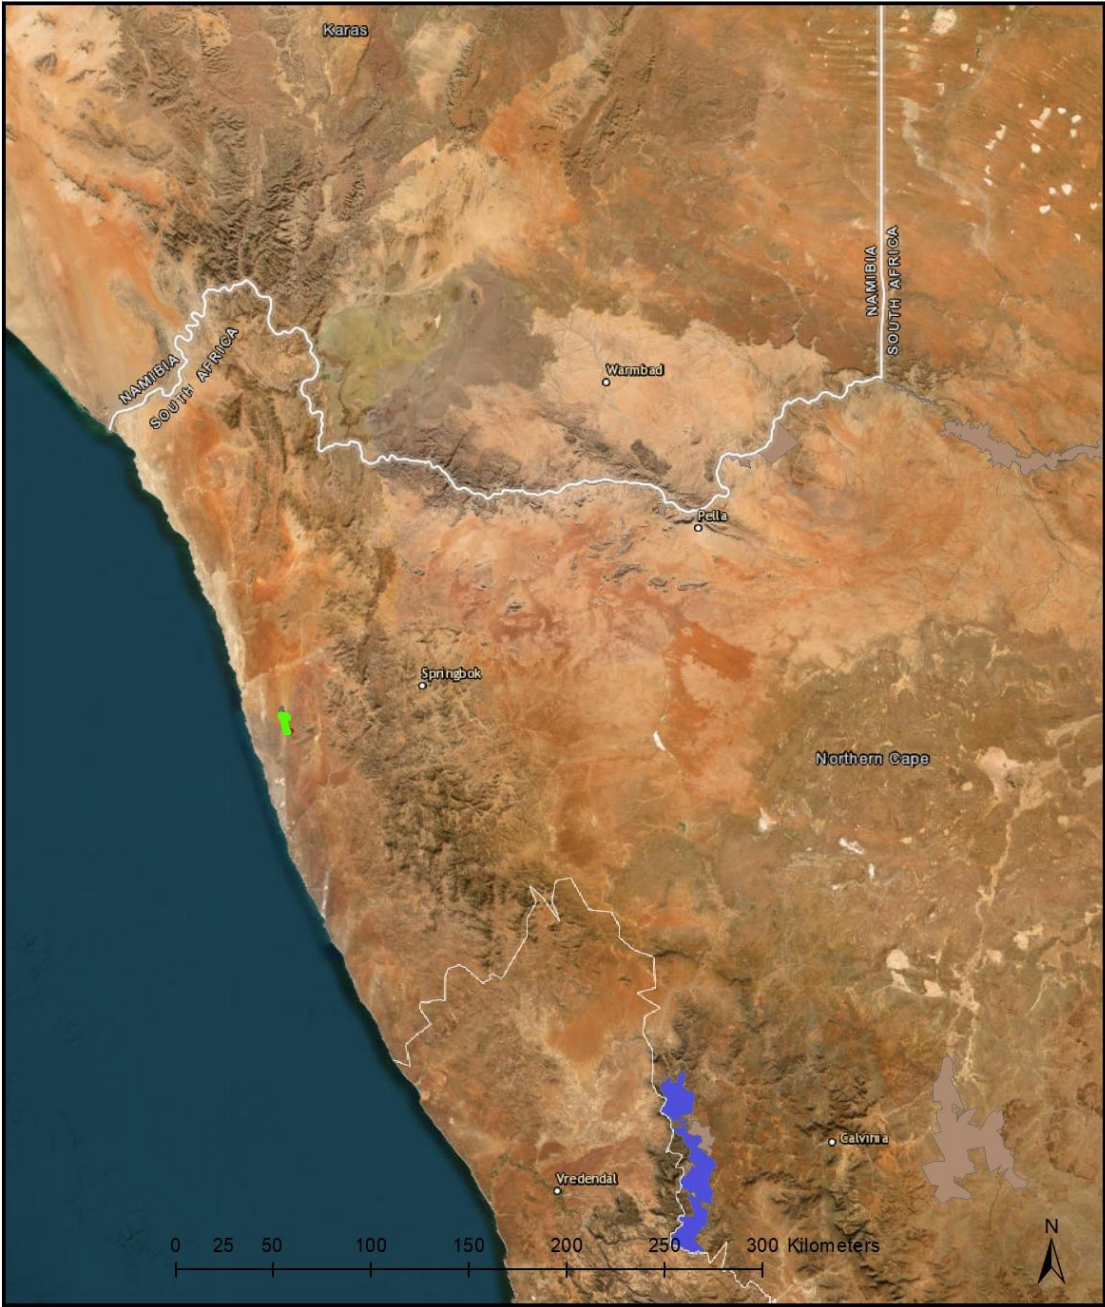 Karas
NAMIBIA
SOUTH AFRICA
NAMIBIA
SOUTH AFRICA
Warmbad
Pella
Springbok
Northern Cape
Calvinia
Vredendal
N
0 25 50 100 150 200 250 300 Kilometers